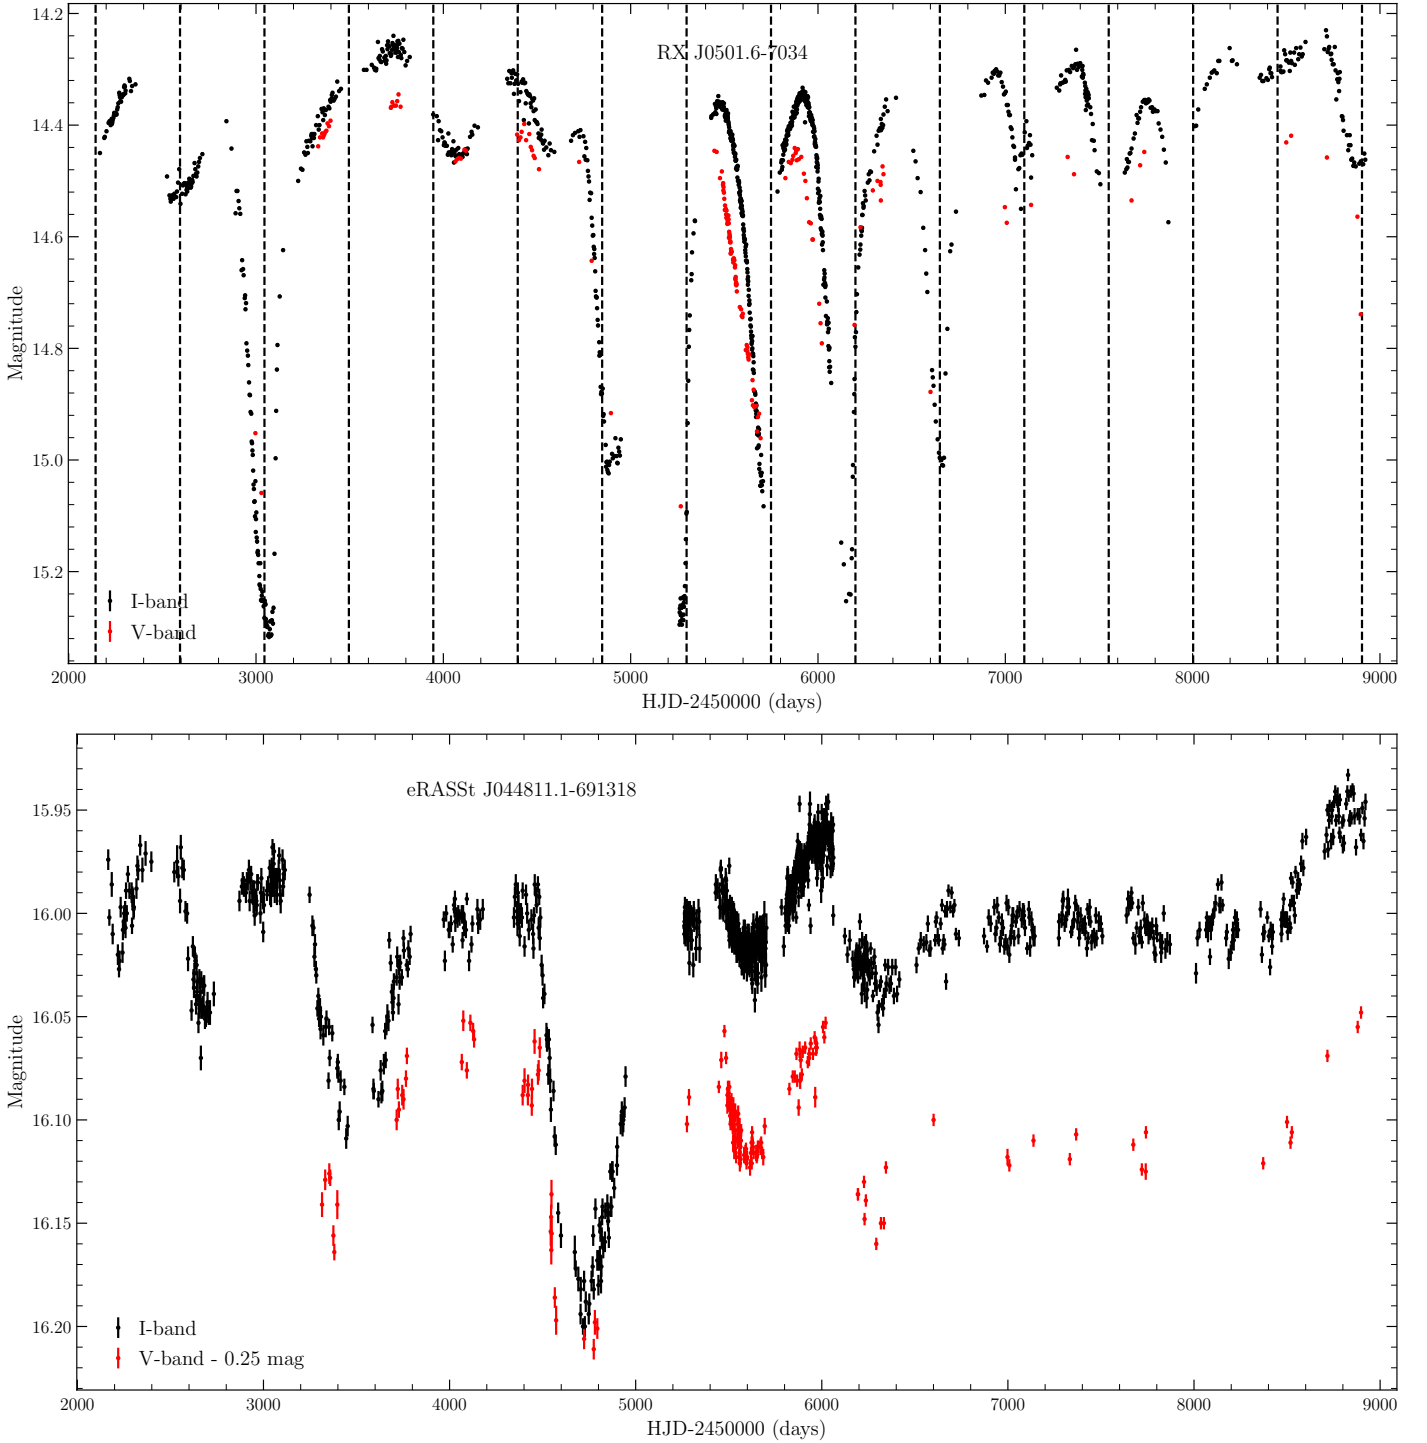 RX J0501.6-7034
14.2
14.4
14.6
14.8
15.0
15.2
Magnitude
I-band
V-band
2000 3000 4000 5000 6000 7000 8000 9000
HJD-2450000 (days)
eRASSt J044811.1-691318
15.95
16.00
16.05
16.10
16.15
16.20
Magnitude
I-band
V-band - 0.25 mag
2000 3000 4000 5000 6000 7000 8000 9000
HJD-2450000 (days)